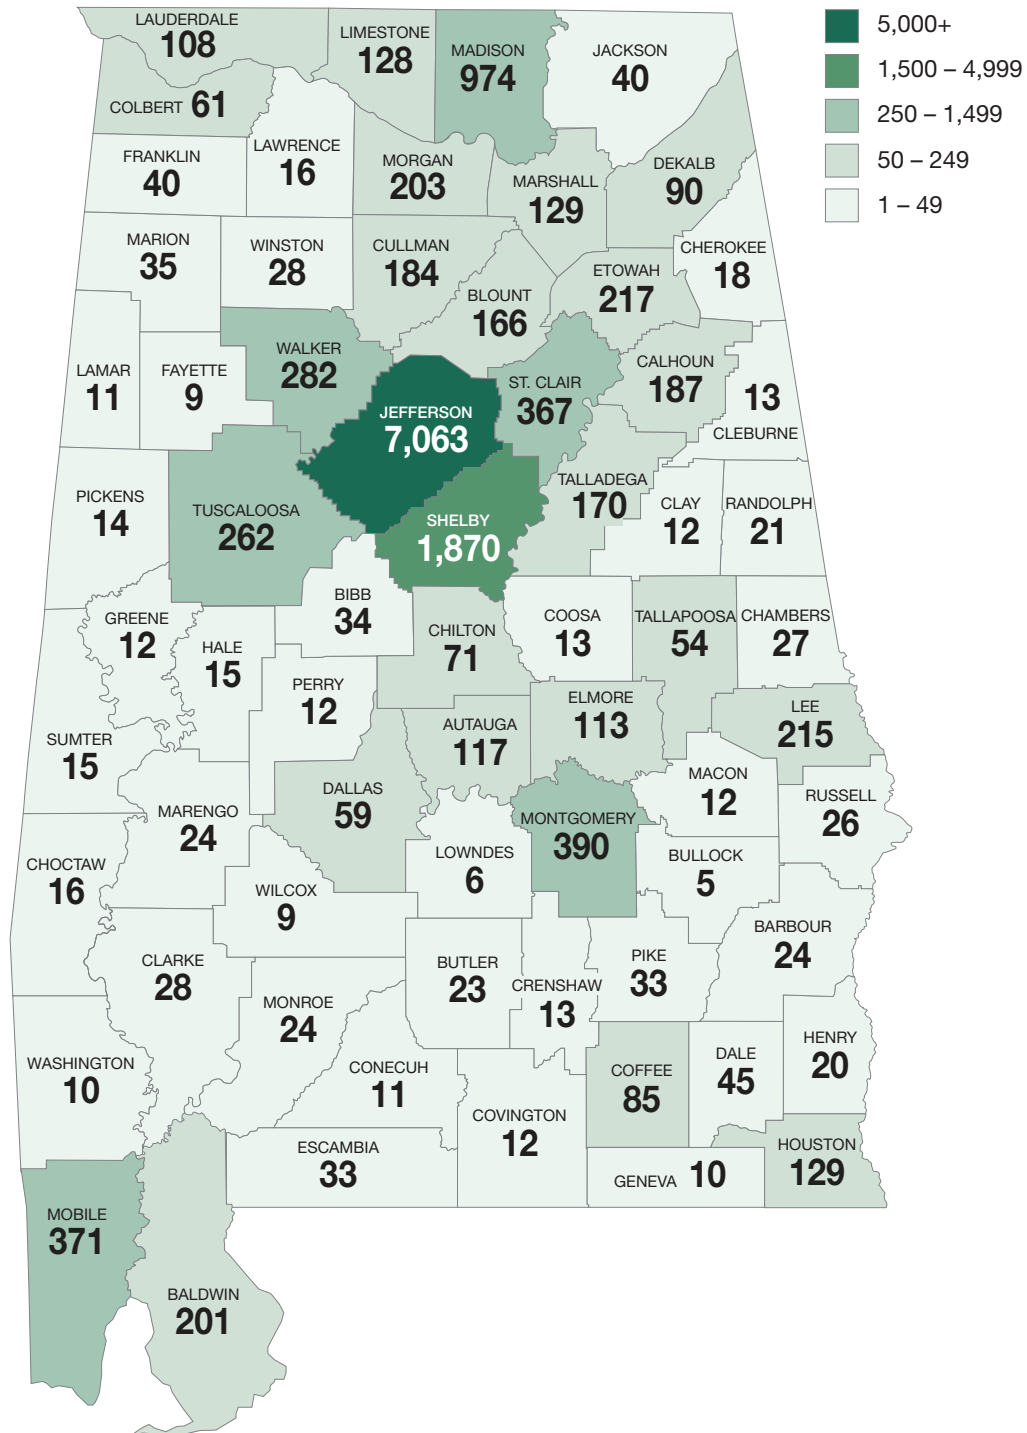 LAUDERDALE
108
LIMESTONE
128
MADISON
974
JACKSON
40
5,000+
1,500 – 4,999
250 – 1,499
50 – 249
1 – 49
COLBERT 61
FRANKLIN
40
LAWRENCE
16
MORGAN
203
MARSHALL
129
DEKALB
90
MARION
35
WINSTON
28
CULLMAN
184
BLOUNT
166
ETOWAH
217
CHEROKEE
18
LAMAR
11
FAYETTE
9
WALKER
282
JEFFERSON
7,063
ST. CLAIR
367
CALHOUN
187
13
CLEBURNE
PICKENS
14
TUSCALOOSA
262
SHELBY
1,870
TALLADEGA
170
CLAY
12
RANDOLPH
21
GREENE
12
HALE
15
BIBB
34
CHILTON
71
COOSA
13
TALLAPOOSA
54
CHAMBERS
27
SUMTER
15
PERRY
12
AUTAUGA
117
ELMORE
113
LEE
215
MARENGO
24
DALLAS
59
LOWNDES
6
MONTGOMERY
390
MACON
12
RUSSELL
26
CHOCTAW
16
WILCOX
9
BULLOCK
5
CLARKE
28
MONROE
24
BUTLER
23
CRENSHAW
13
PIKE
33
BARBOUR
24
WASHINGTON
10
CONECUH
11
COVINGTON
12
COFFEE
85
DALE
45
HENRY
20
ESCAMBIA
33
GENEVA 10
HOUSTON
129
MOBILE
371
BALDWIN
201